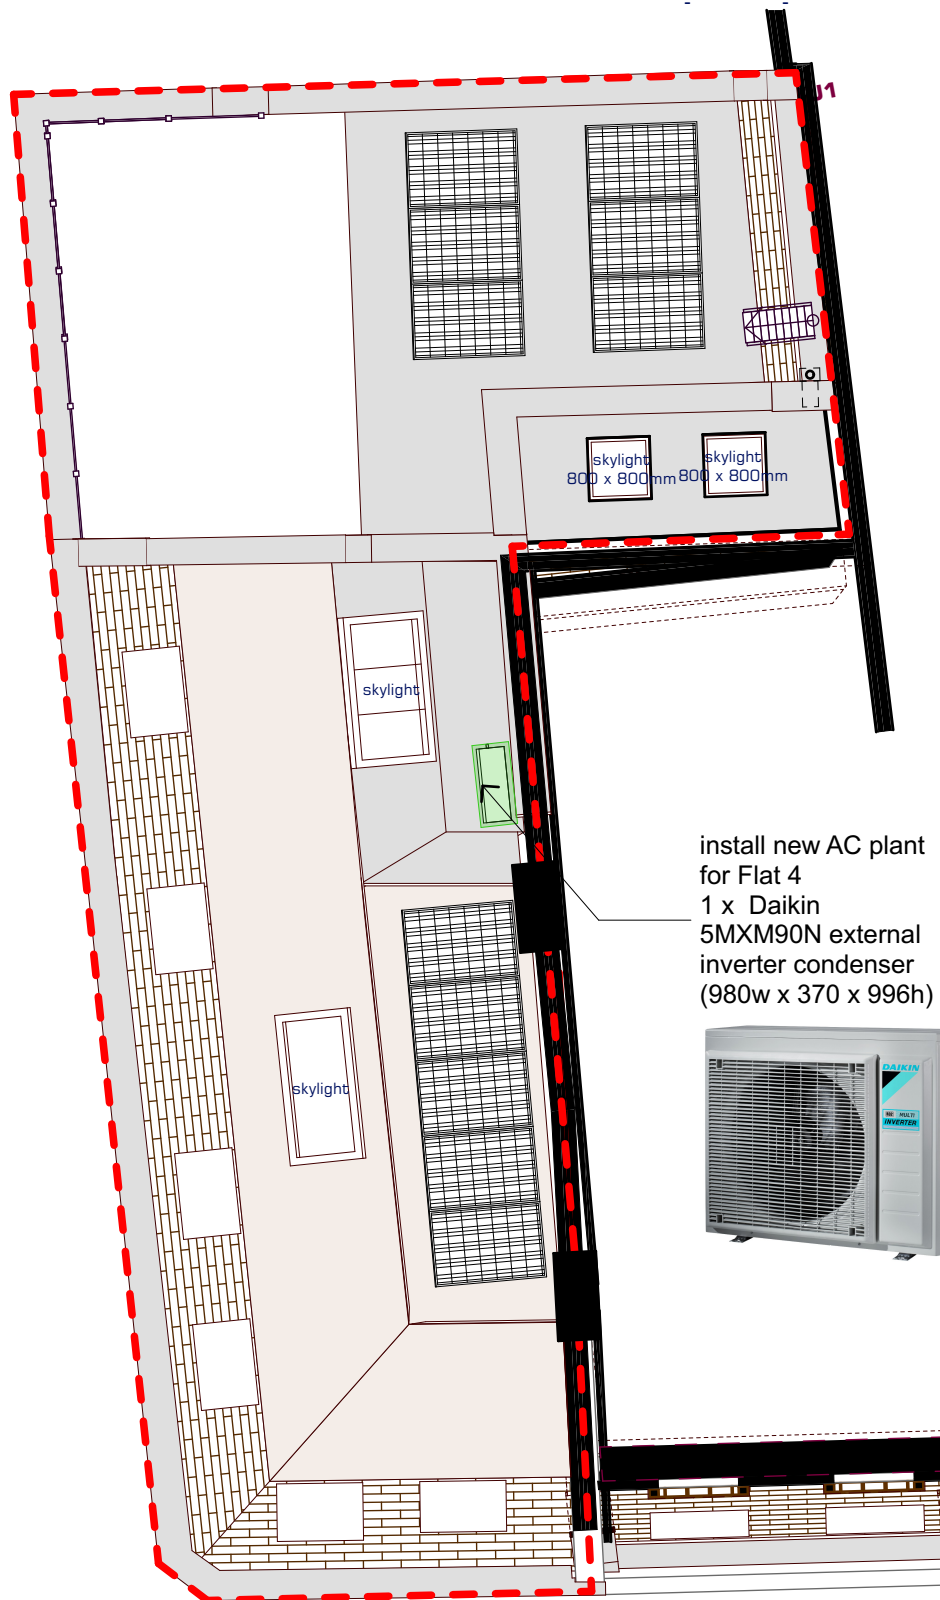 J1
skylight
800 x 800mm
skylight
800 x 800mm
skylight
install new AC plant
for Flat 4
1 x Daikin
5MXM90N external
inverter condenser
(980w x 370 x 996h)
DAIKIN
MULTI
INVERTER
skylight